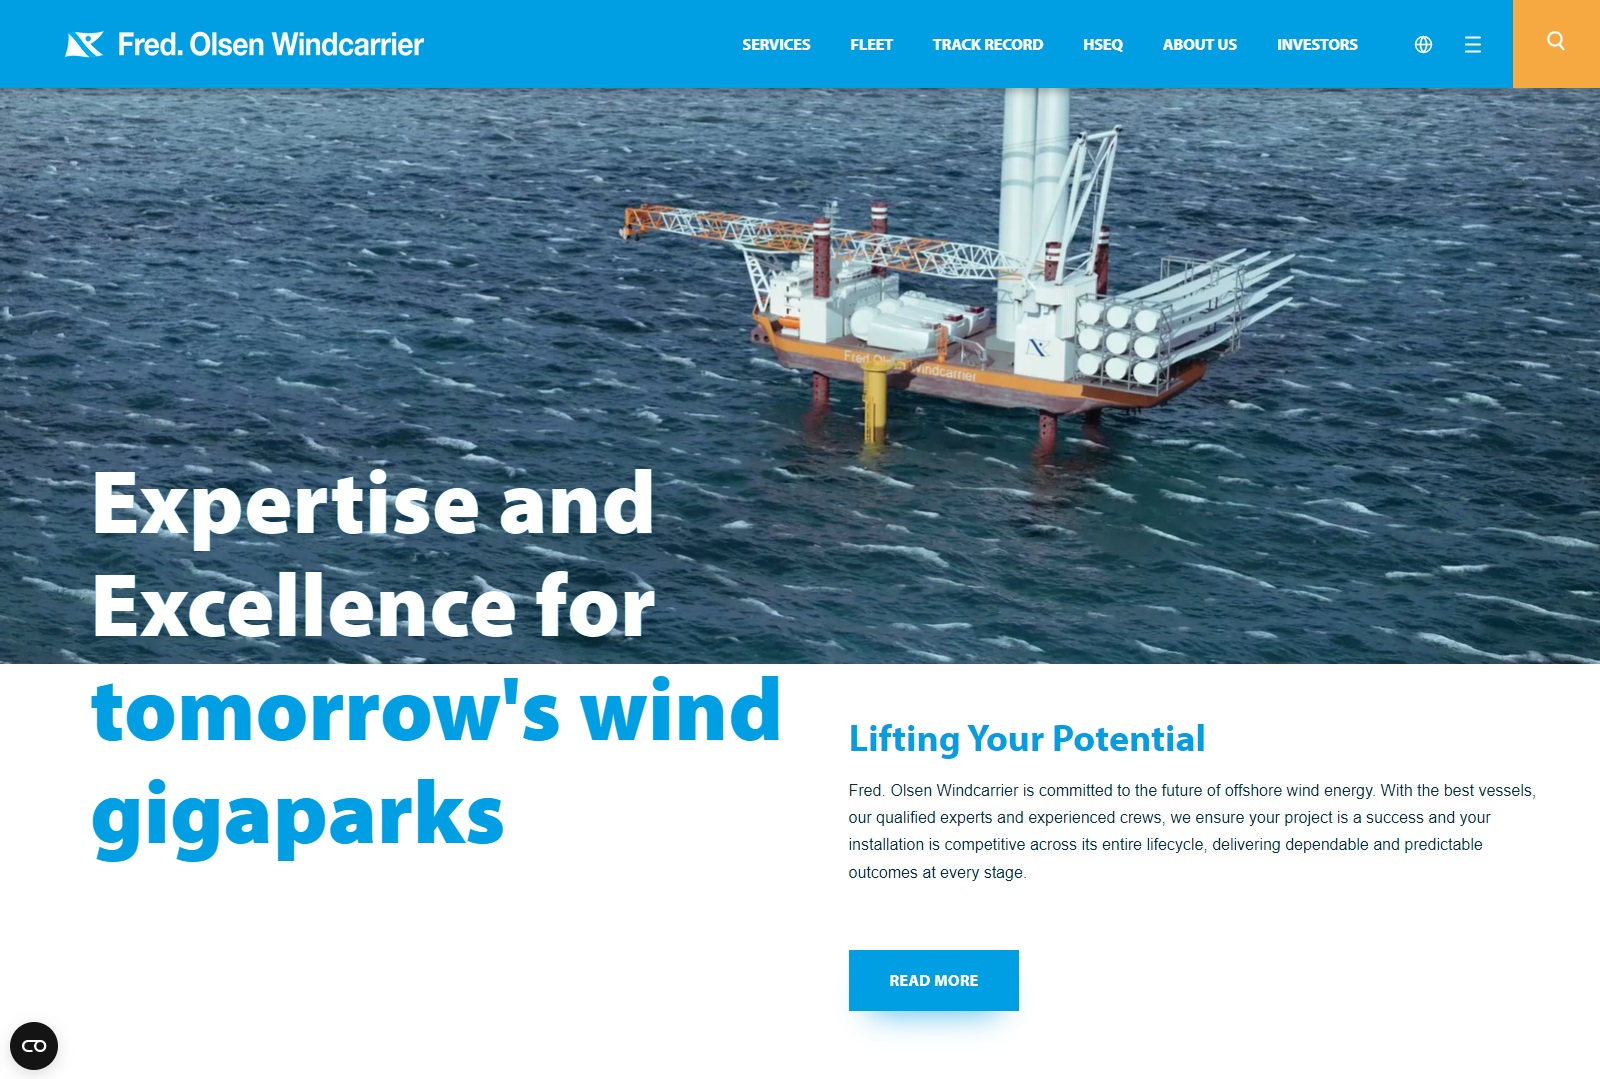 Fred. Olsen Windcarrier
SERVICES FLEET TRACK RECORD HSEQ ABOUT US INVESTORS
Fred Olsen Windcarrier
Expertise and
Excellence for
tomorrow's wind
gigaparks
Lifting Your Potential
Fred. Olsen Windcarrier is committed to the future of offshore wind energy. With the best vessels,
our qualified experts and experienced crews, we ensure your project is a success and your
installation is competitive across its entire lifecycle, delivering dependable and predictable
outcomes at every stage.
READ MORE